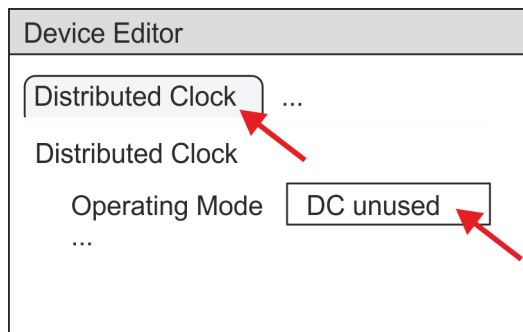 Device Editor
Distributed Clock ...
Distributed Clock
Operating Mode DC unused
...